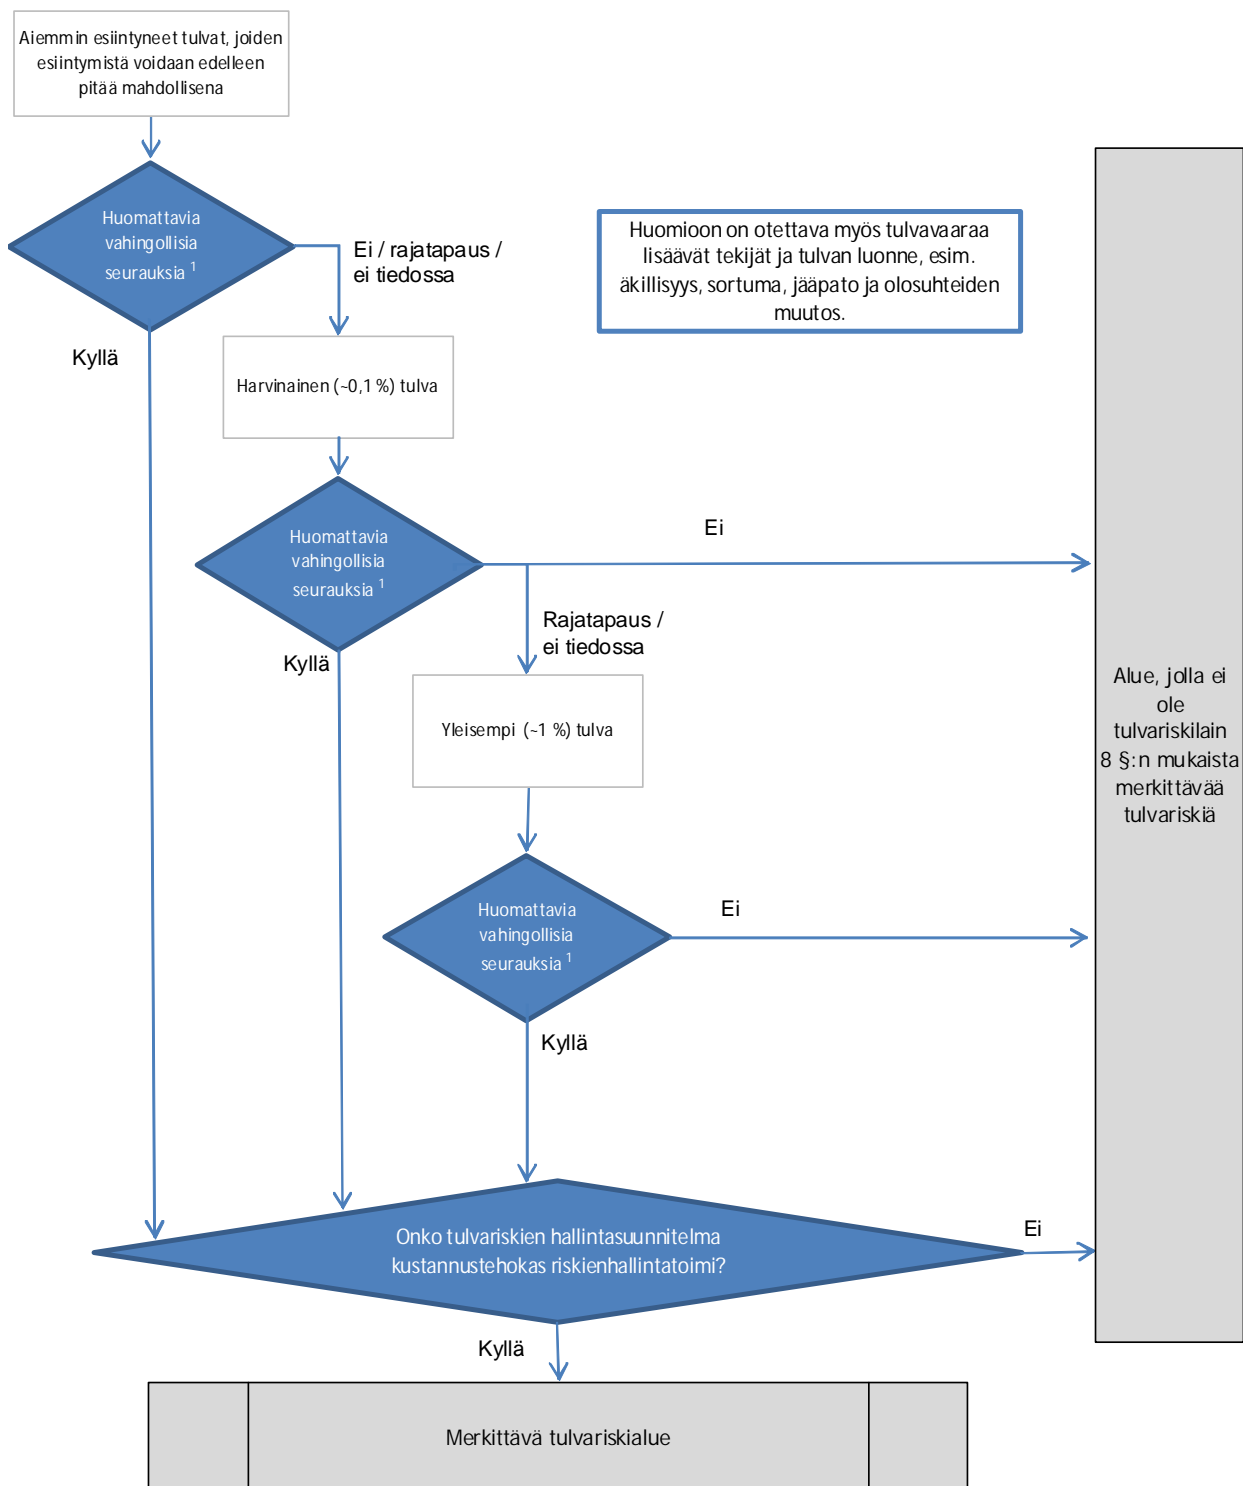 Aiemmin esiintyneet tulvat, joiden
esiintymistä voidaan edelleen
pitää mahdollisena
Huomattavia
vahingollisia
seurauksia 1
Ei / rajatapaus /
ei tiedossa
Huomioon on otettava myös tulvavaaraa
lisäävät tekijät ja tulvan luonne, esim.
äkillisyys, sortuma, jääpato ja olosuhteiden
muutos.
Kyllä
Harvinainen (~0,1 %) tulva
Huomattavia
vahingollisia
seurauksia 1
Ei
Rajatapaus /
ei tiedossa
Kyllä
Yleisempi (~1 %) tulva
Alue, jolla ei
ole
tulvariskilain
8 §:n mukaista
merkittävää
tulvariskiä
Huomattavia
vahingollisia
seurauksia 1
Ei
Kyllä
Onko tulvariskien hallintasuunnitelma
kustannustehokas riskienhallintatoimi?
Ei
Kyllä
Merkittävä tulvariskialue